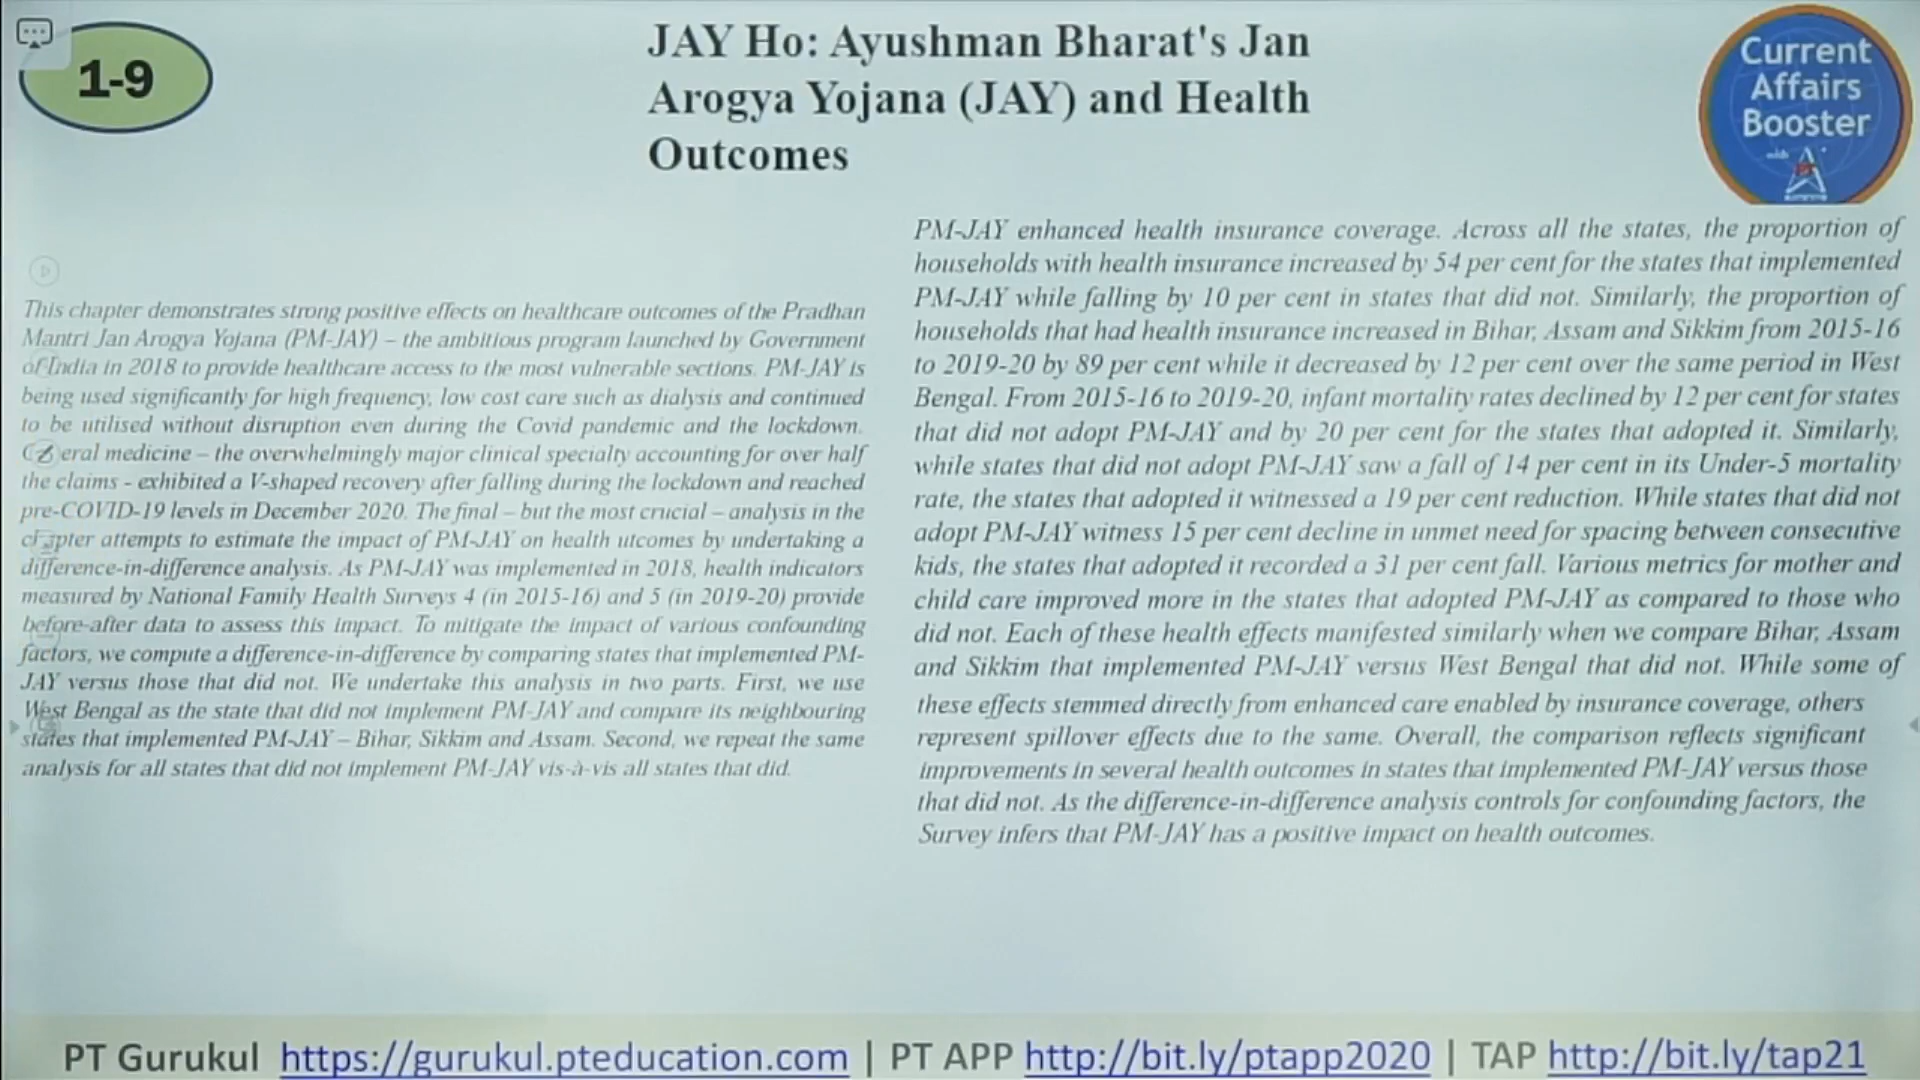 1-9
JAY Ho: Ayushman Bharat's Jan
Arogya Yojana (JAY) and Health
Outcomes
Current
Affairs
Booster
with
PT
This chapter demonstrates strong positive effects on healthcare outcomes of the Pradhan
Mantri Jan Arogya Yojana (PM-JAY) – the ambitious program launched by Government
of India in 2018 to provide healthcare access to the most vulnerable sections. PM-JAY is
being used significantly for high frequency, low cost care such as dialysis and continued
to be utilised without disruption even during the Covid pandemic and the lockdown.
eral medicine – the overwhelmingly major clinical specialty accounting for over half
the claims - exhibited a V-shaped recovery after falling during the lockdown and reached
pre-COVID-19 levels in December 2020. The final – but the most crucial – analysis in the
chapter attempts to estimate the impact of PM-JAY on health utcomes by undertaking a
difference-in-difference analysis. As PM-JAY was implemented in 2018, health indicators
measured by National Family Health Surveys 4 (in 2015-16) and 5 (in 2019-20) provide
before-after data to assess this impact. To mitigate the impact of various confounding
factors, we compute a difference-in-difference by comparing states that implemented PM-
JAY versus those that did not. We undertake this analysis in two parts. First, we use
West Bengal as the state that did not implement PM-JAY and compare its neighbouring
states that implemented PM-JAY – Bihar, Sikkim and Assam. Second, we repeat the same
analysis for all states that did not implement PM-JAY vis-à-vis all states that did.
PM-JAY enhanced health insurance coverage. Across all the states, the proportion of
households with health insurance increased by 54 per cent for the states that implemented
PM-JAY while falling by 10 per cent in states that did not. Similarly, the proportion of
households that had health insurance increased in Bihar, Assam and Sikkim from 2015-16
to 2019-20 by 89 per cent while it decreased by 12 per cent over the same period in West
Bengal. From 2015-16 to 2019-20, infant mortality rates declined by 12 per cent for states
that did not adopt PM-JAY and by 20 per cent for the states that adopted it. Similarly,
while states that did not adopt PM-JAY saw a fall of 14 per cent in its Under-5 mortality
rate, the states that adopted it witnessed a 19 per cent reduction. While states that did not
adopt PM-JAY witness 15 per cent decline in unmet need for spacing between consecutive
kids, the states that adopted it recorded a 31 per cent fall. Various metrics for mother and
child care improved more in the states that adopted PM-JAY as compared to those who
did not. Each of these health effects manifested similarly when we compare Bihar, Assam
and Sikkim that implemented PM-JAY versus West Bengal that did not. While some of
these effects stemmed directly from enhanced care enabled by insurance coverage, others
represent spillover effects due to the same. Overall, the comparison reflects significant
improvements in several health outcomes in states that implemented PM-JAY versus those
that did not. As the difference-in-difference analysis controls for confounding factors, the
Survey infers that PM-JAY has a positive impact on health outcomes.
PT Gurukul https://gurukul.pteducation.com | PT APP http://bit.ly/ptapp2020 | TAP http://bit.ly/tap21